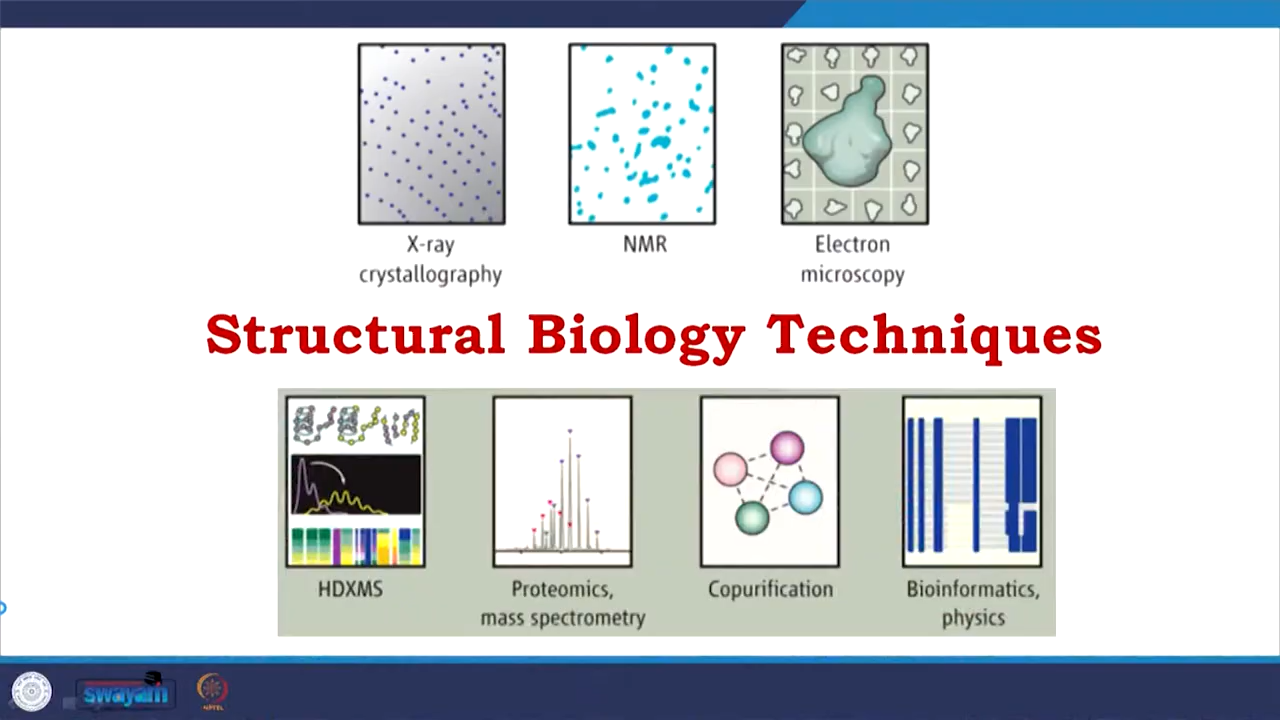 X-ray
crystallography
NMR
Electron
microscopy
Structural Biology Techniques
HDXMS
Proteomics,
mass spectrometry
Copurification
Bioinformatics,
physics
swayam
NPTEL